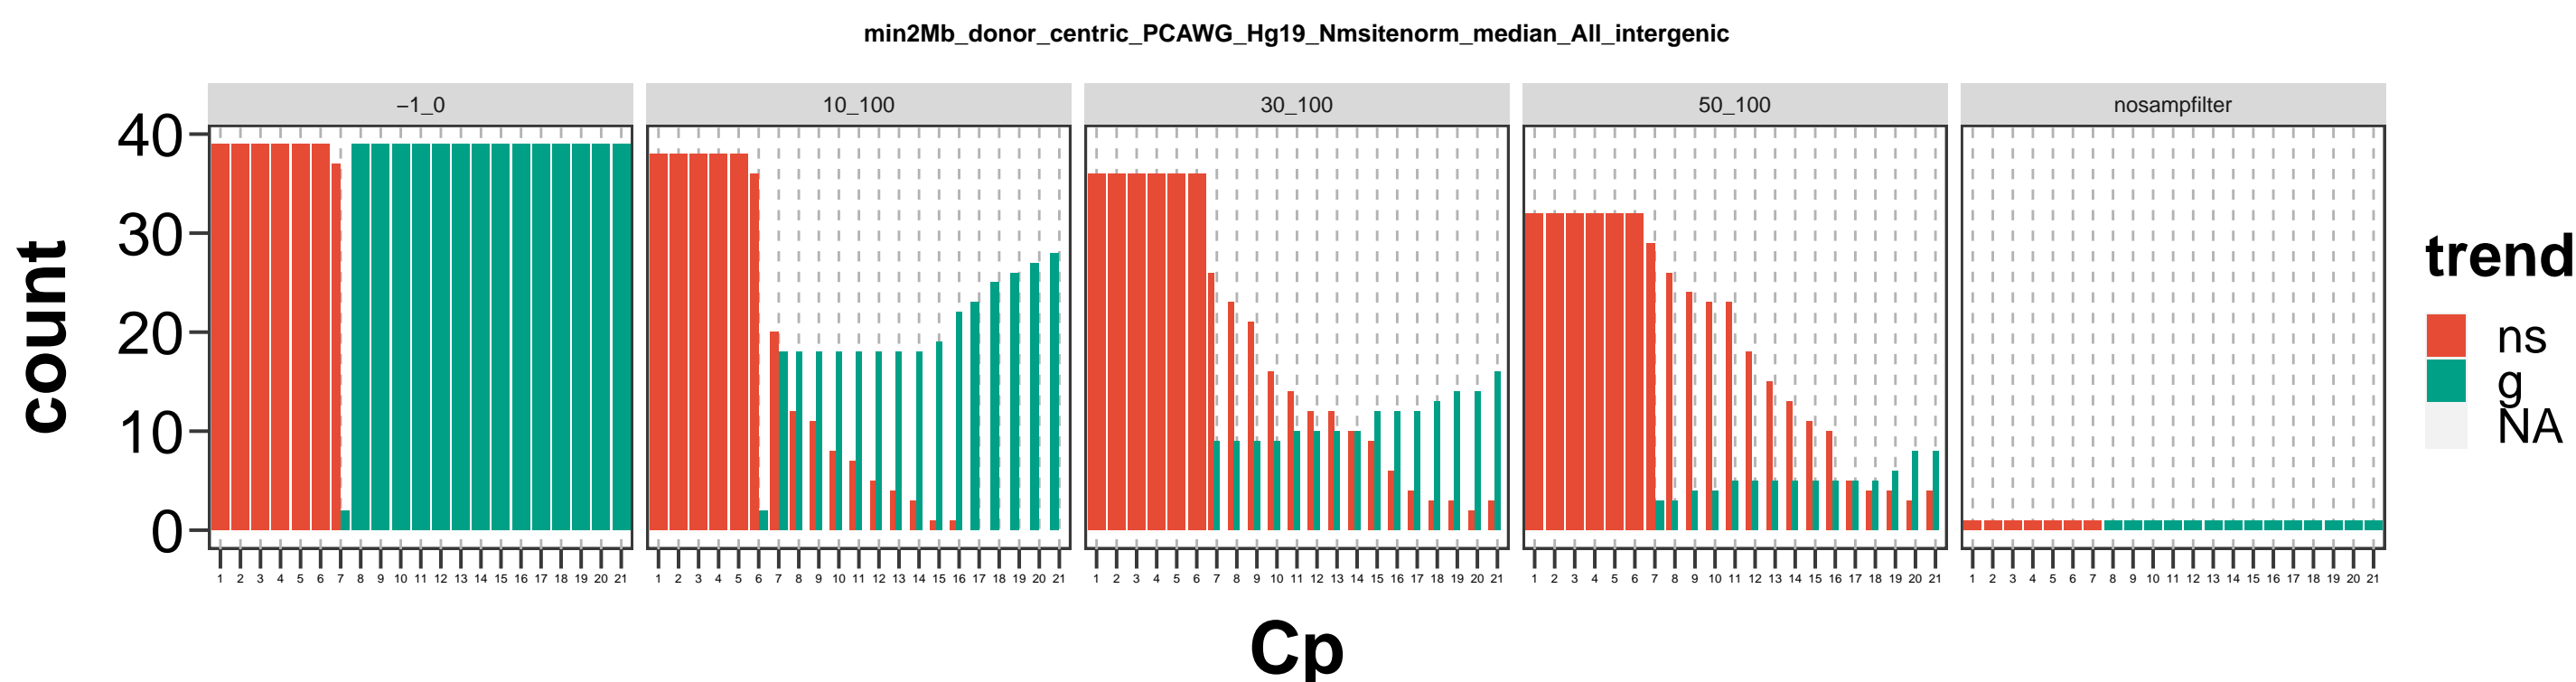 min2Mb_donor_centric_PCAWG_Hg19_Nmsitenorm_median_All_intergenic
−1_0 10_100 30_100 50_100 nosampfilter
count
40
30
20
10
0
1 2 3 4 5 6 7 8 9 10 11 12 13 14 15 16 17 18 19 20 21
1 2 3 4 5 6 7 8 9 10 11 12 13 14 15 16 17 18 19 20 21
1 2 3 4 5 6 7 8 9 10 11 12 13 14 15 16 17 18 19 20 21
1 2 3 4 5 6 7 8 9 10 11 12 13 14 15 16 17 18 19 20 21
1 2 3 4 5 6 7 8 9 10 11 12 13 14 15 16 17 18 19 20 21
Cp
trend
ns
g
NA